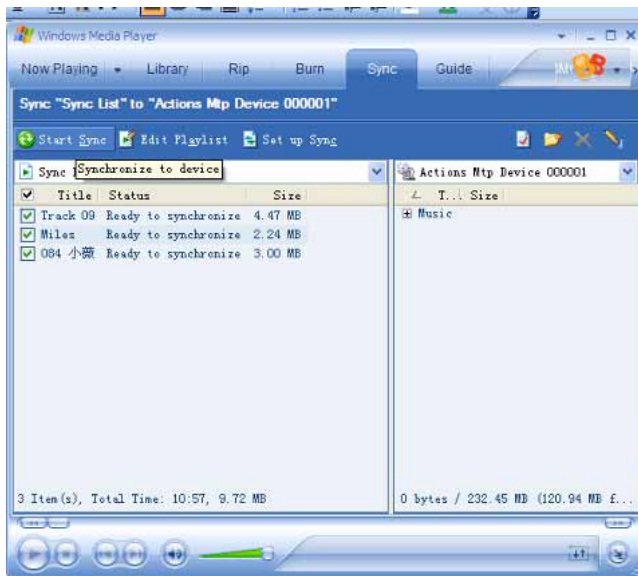 Windows Media Player
Now Playing Library Rip Burn Sync Guide
Sync "Sync List" to "Actions Mtp Device 000001"
Start Sync Edit Playlist Set up Sync
Sync Synchronize to device Actions Mtp Device 000001
Title Status Size T... Size
Track 09 Ready to synchronize 4.47 MB Music
Miles Ready to synchronize 2.24 MB
084 小薇 Ready to synchronize 3.00 MB
3 Item(s), Total Time: 10:57, 9.72 MB 0 bytes / 232.45 MB (120.94 MB f...